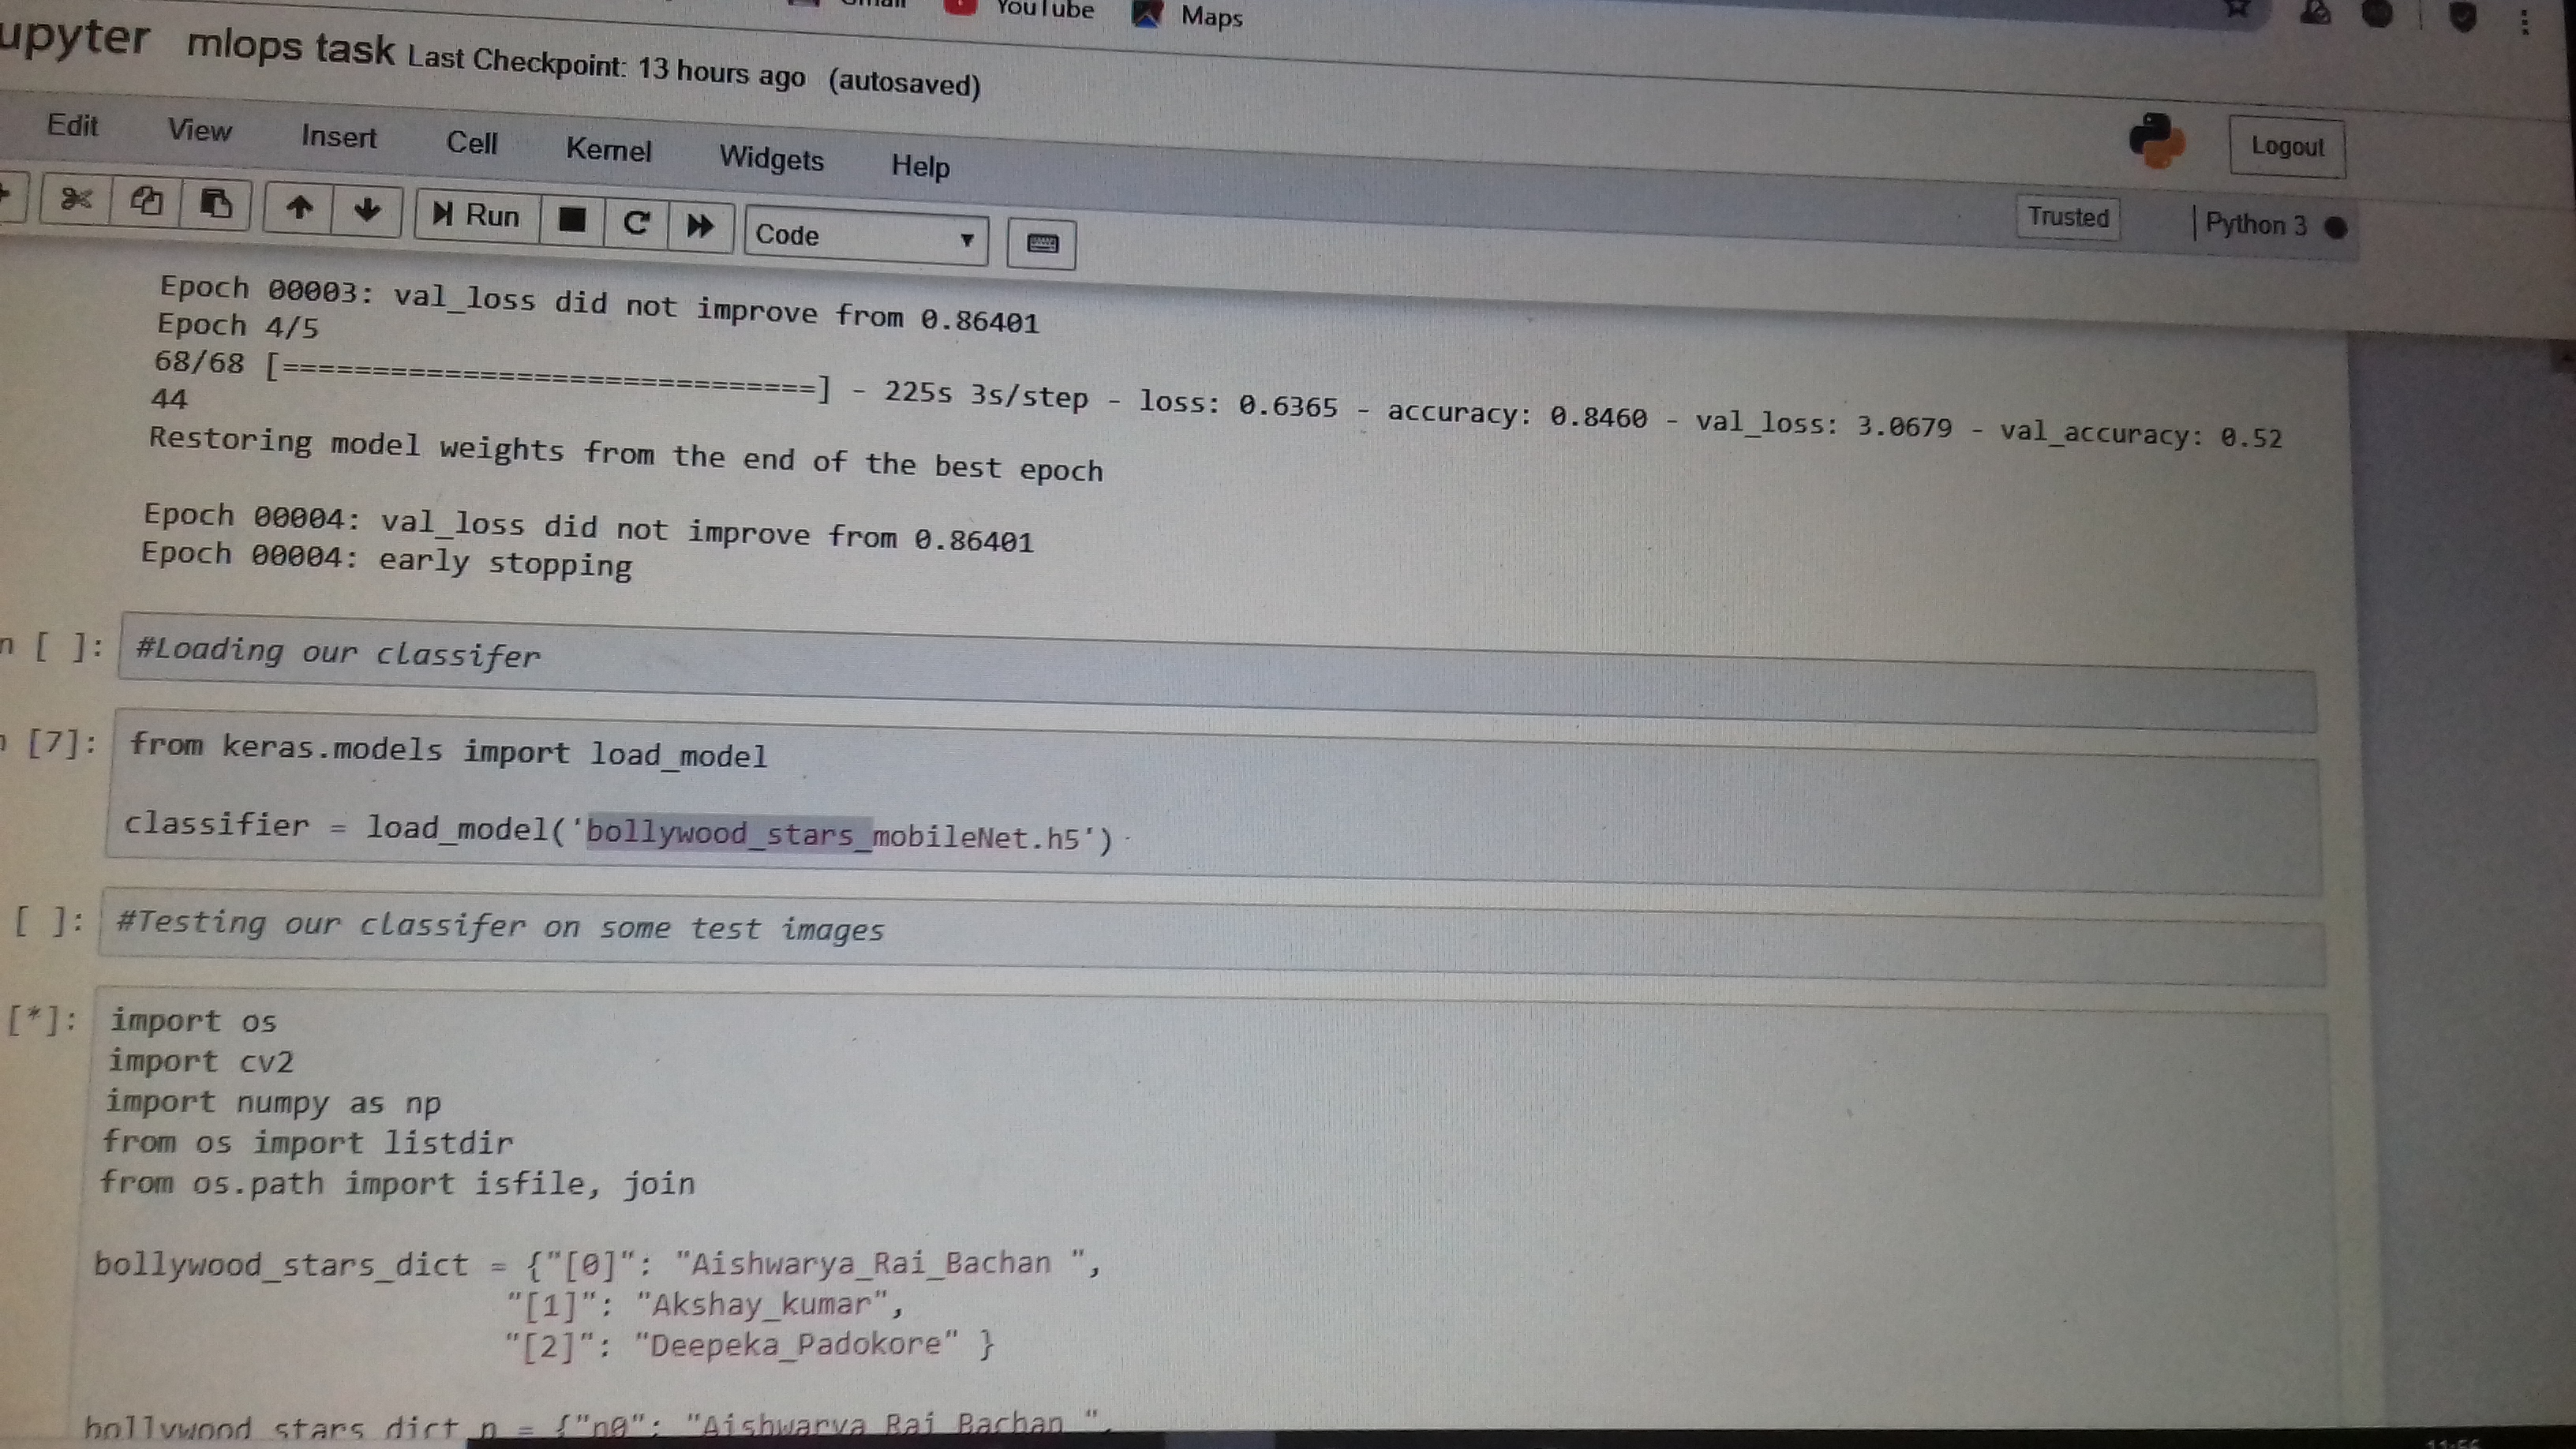 YouTube Maps
upyter mlops task Last Checkpoint: 13 hours ago (autosaved)
Logout
Edit View Insert Cell Kernel Widgets Help
Trusted Python 3
Run Code
Epoch 00003: val_loss did not improve from 0.86401
Epoch 4/5
68/68 [==============================] - 225s 3s/step - loss: 0.6365 - accuracy: 0.8460 - val_loss: 3.0679 - val_accuracy: 0.52
44
Restoring model weights from the end of the best epoch
Epoch 00004: val_loss did not improve from 0.86401
Epoch 00004: early stopping
n [ ]: #Loading our classifer
[7]: from keras.models import load_model
classifier = load_model('bollywood_stars_mobileNet.h5')
[ ]: #Testing our classifer on some test images
[*]: import os
import cv2
import numpy as np
from os import listdir
from os.path import isfile, join
bollywood_stars_dict = {"[0]": "Aishwarya_Rai_Bachan ",
"[1]": "Akshay_kumar",
"[2]": "Deepeka_Padokore" }
bollywood_stars_dict_n = {"n0": "Aishwarya_Rai_Bachan ",